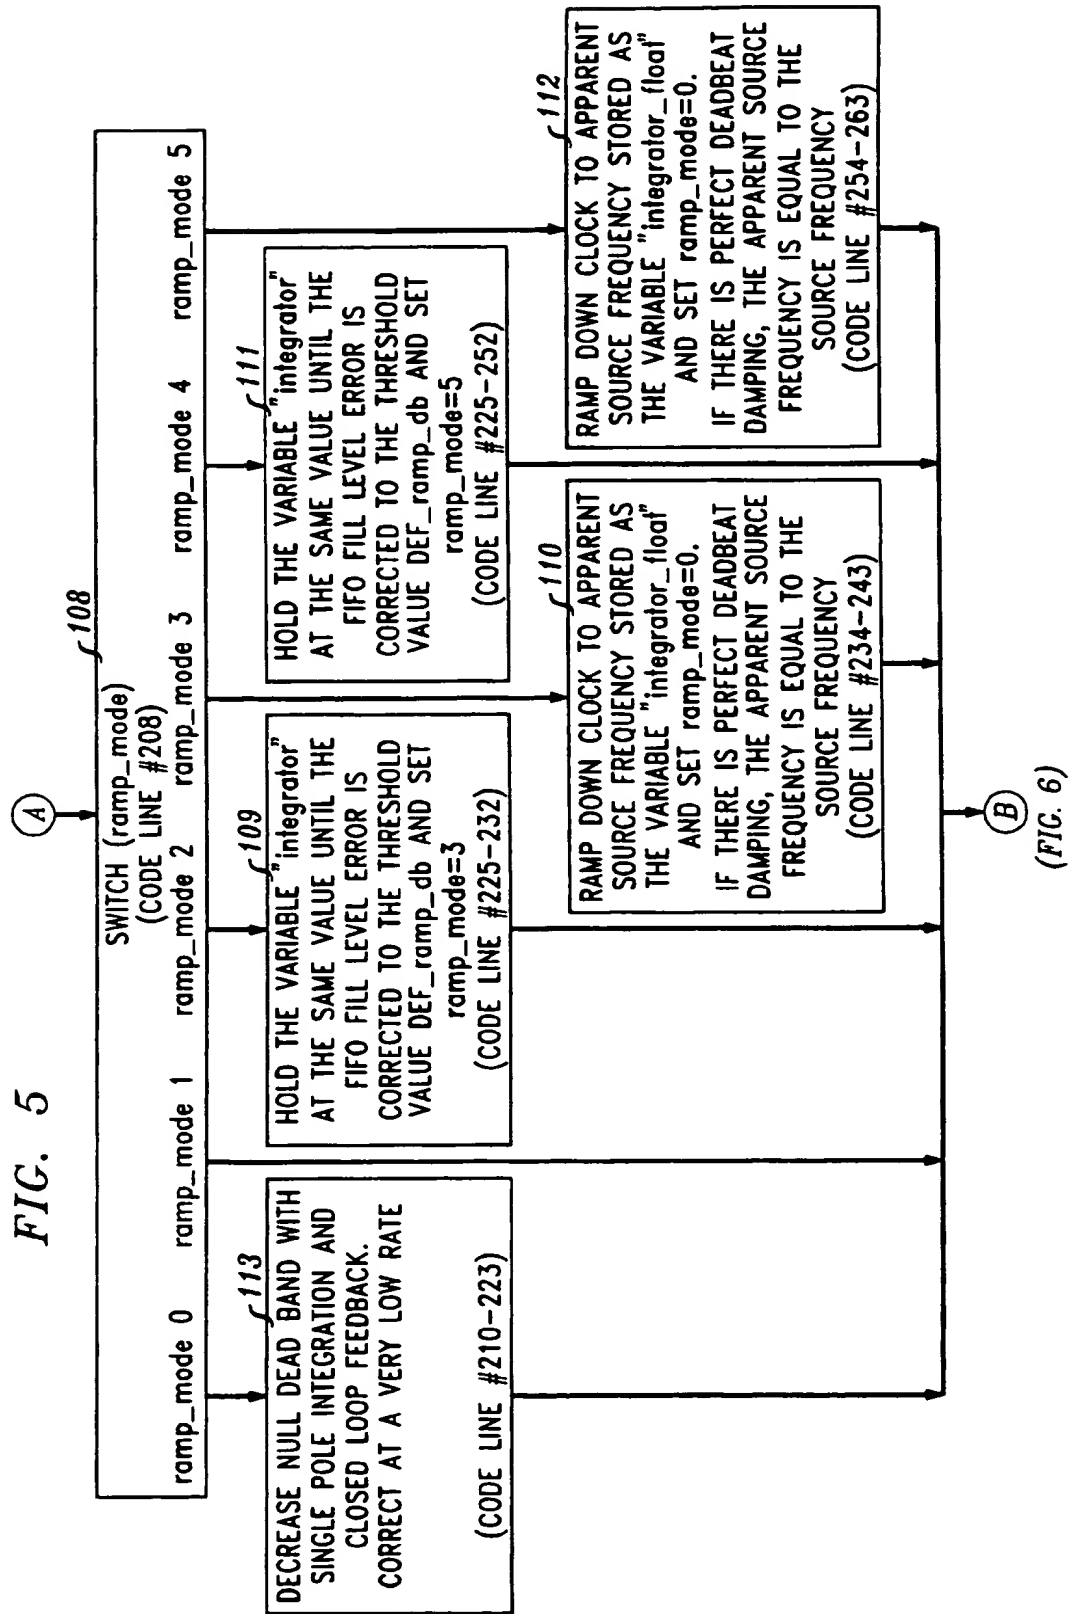 FIG. 5
A
108
SWITCH (ramp_mode)
(CODE LINE #208)
ramp_mode 0
ramp_mode 1
ramp_mode 2
ramp_mode 3
ramp_mode 4
ramp_mode 5
113
DECREASE NULL DEAD BAND WITH
SINGLE POLE INTEGRATION AND
CLOSED LOOP FEEDBACK.
CORRECT AT A VERY LOW RATE
(CODE LINE #210-223)
109
HOLD THE VARIABLE "integrator"
AT THE SAME VALUE UNTIL THE
FIFO FILL LEVEL ERROR IS
CORRECTED TO THE THRESHOLD
VALUE DEF_ramp_db AND SET
ramp_mode=3
(CODE LINE #225-232)
111
HOLD THE VARIABLE "integrator"
AT THE SAME VALUE UNTIL THE
FIFO FILL LEVEL ERROR IS
CORRECTED TO THE THRESHOLD
VALUE DEF_ramp_db AND SET
ramp_mode=5
(CODE LINE #225-252)
110
RAMP DOWN CLOCK TO APPARENT
SOURCE FREQUENCY STORED AS
THE VARIABLE "integrator_float"
AND SET ramp_mode=0.
IF THERE IS PERFECT DEADBEAT
DAMPING, THE APPARENT SOURCE
FREQUENCY IS EQUAL TO THE
SOURCE FREQUENCY
(CODE LINE #234-243)
112
RAMP DOWN CLOCK TO APPARENT
SOURCE FREQUENCY STORED AS
THE VARIABLE "integrator_float"
AND SET ramp_mode=0.
IF THERE IS PERFECT DEADBEAT
DAMPING, THE APPARENT SOURCE
FREQUENCY IS EQUAL TO THE
SOURCE FREQUENCY
(CODE LINE #254-263)
B
(FIG. 6)